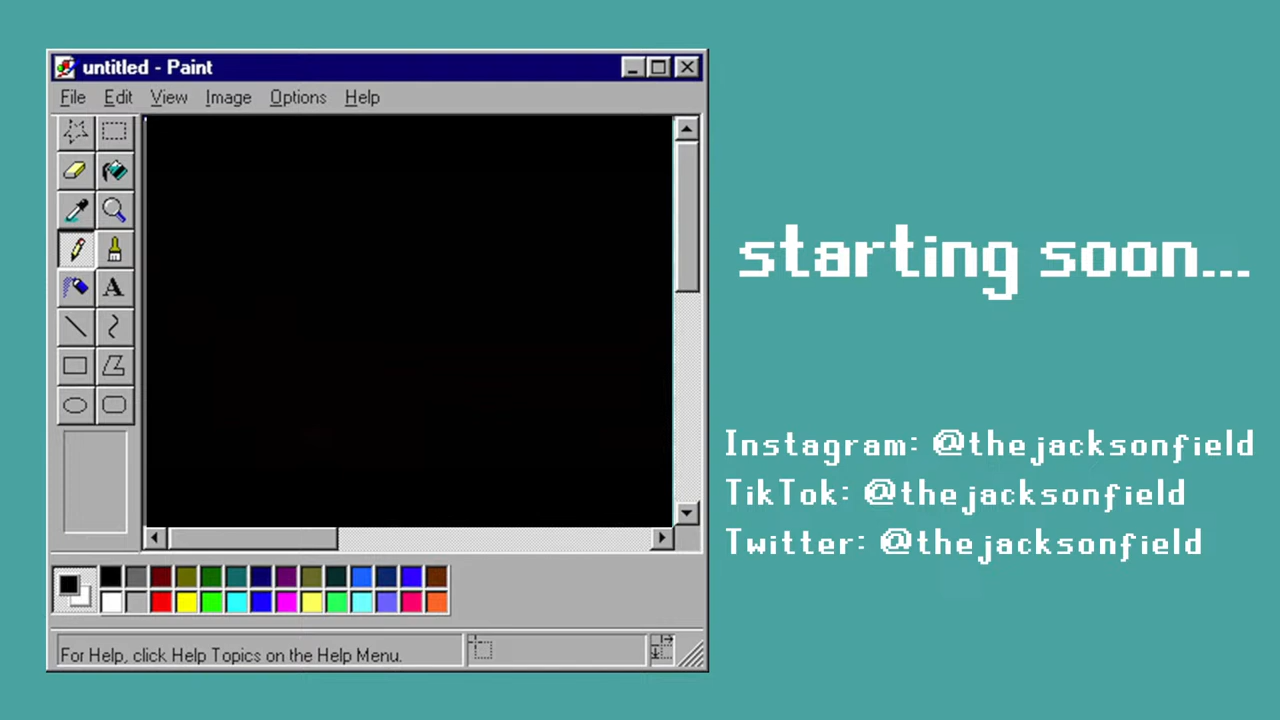 untitled - Paint
File Edit View Image Options Help
A
starting soon...
Instagram: @thejacksonfield
TikTok: @thejacksonfield
Twitter: @thejacksonfield
For Help, click Help Topics on the Help Menu.